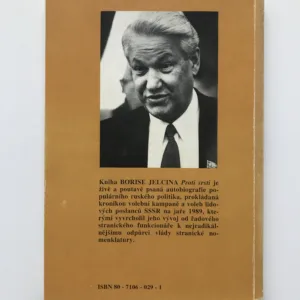 Kniha BORISE JELCINA Proti srsti je
živě a poutavě psaná autobiografie po-
pulárního ruského politika, prokládaná
kronikou volební kampaně a voleb lido-
vých poslanců SSSR na jaře 1989, kte-
rými vyvrcholil jeho vývoj od řadového
stranického funkcionáře k nejradikál-
nějšímu odpůrci vlády stranické no-
menklatury.
ISBN 80-7106-029-1